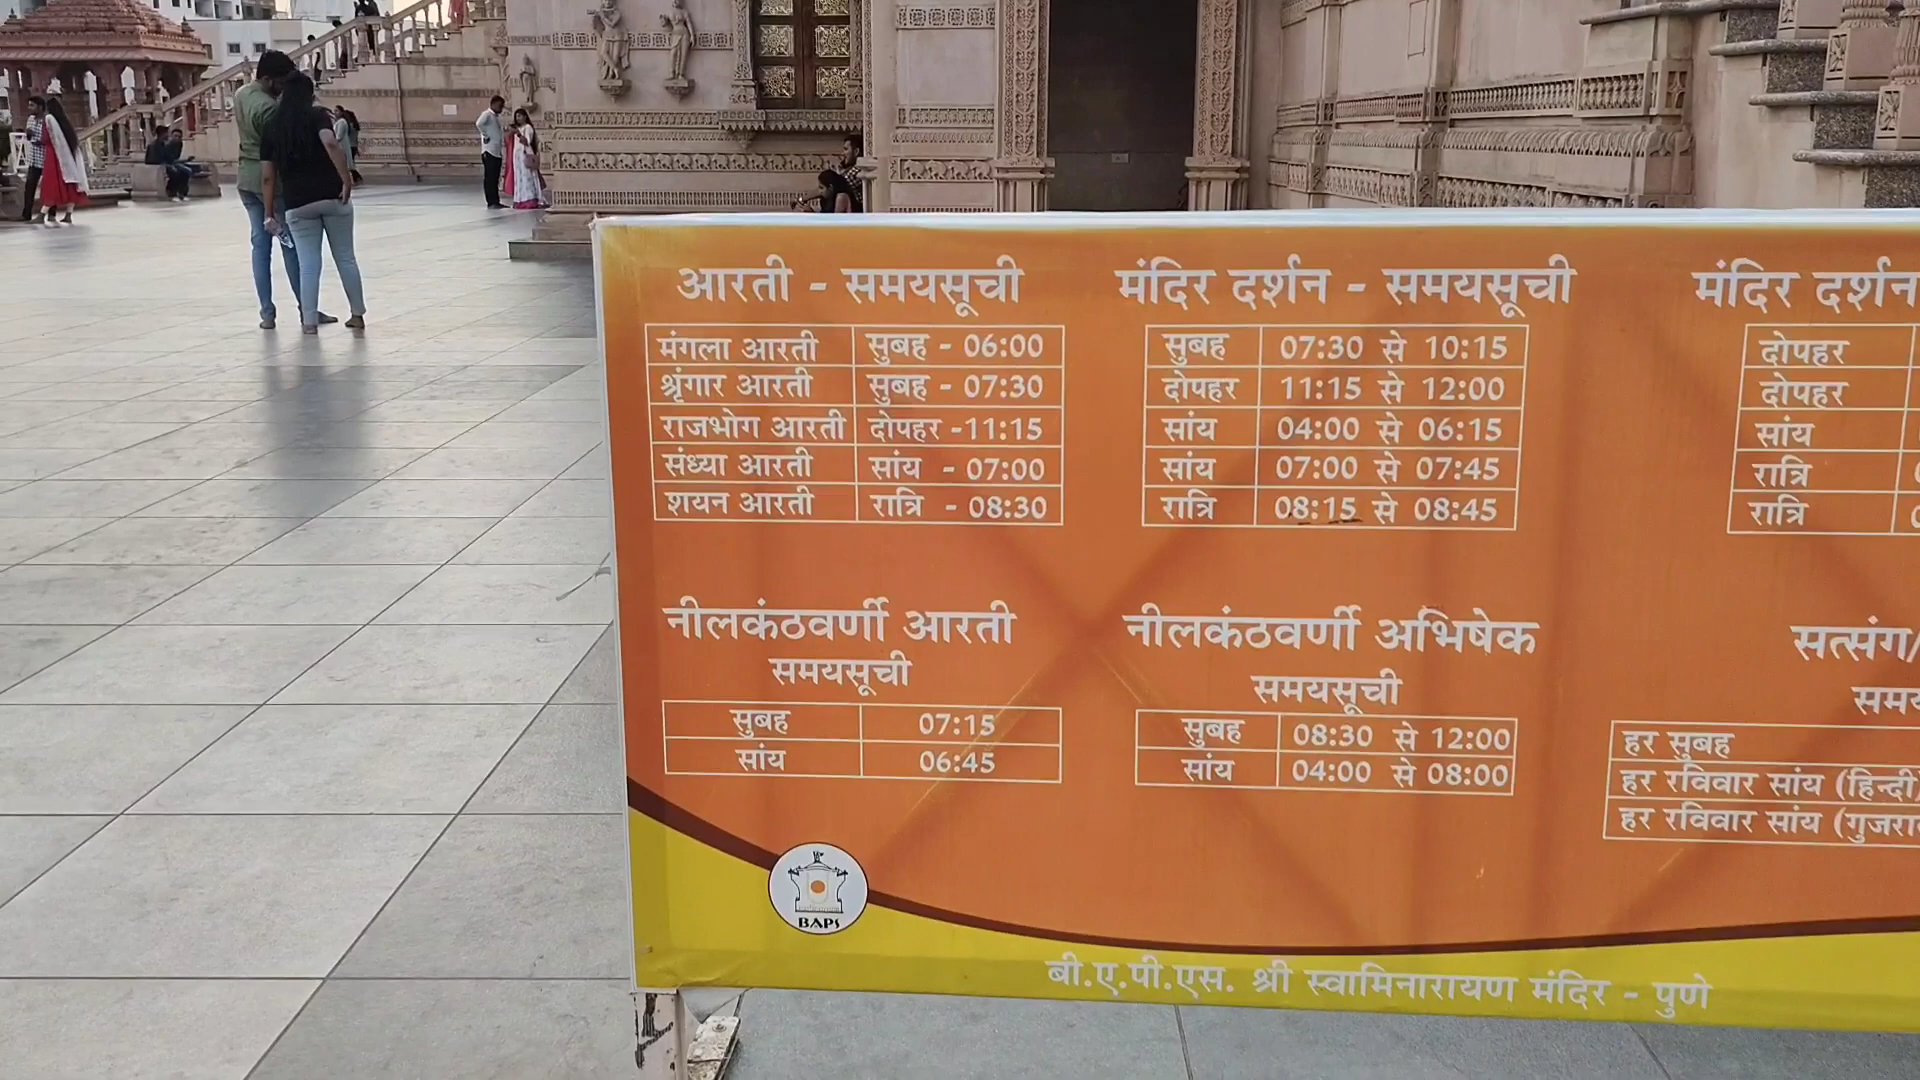 आरती - समयसूची
मंगला आरती सुबह - 06:00
श्रृंगार आरती सुबह - 07:30
राजभोग आरती दोपहर -11:15
संध्या आरती सांय - 07:00
शयन आरती रात्रि - 08:30
मंदिर दर्शन - समयसूची
सुबह 07:30 से 10:15
दोपहर 11:15 से 12:00
सांय 04:00 से 06:15
सांय 07:00 से 07:45
रात्रि 08:15 से 08:45
मंदिर दर्शन
दोपहर
दोपहर
सांय
रात्रि
रात्रि
नीलकंठवर्णी आरती
समयसूची
सुबह 07:15
सांय 06:45
नीलकंठवर्णी अभिषेक
समयसूची
सुबह 08:30 से 12:00
सांय 04:00 से 08:00
सत्संग/
हर सुबह
हर रविवार सांय (हिन्दी)
हर रविवार सांय
BAPS
बी.ए.पी.एस. श्री स्वामिनारायण मंदिर - पुणे